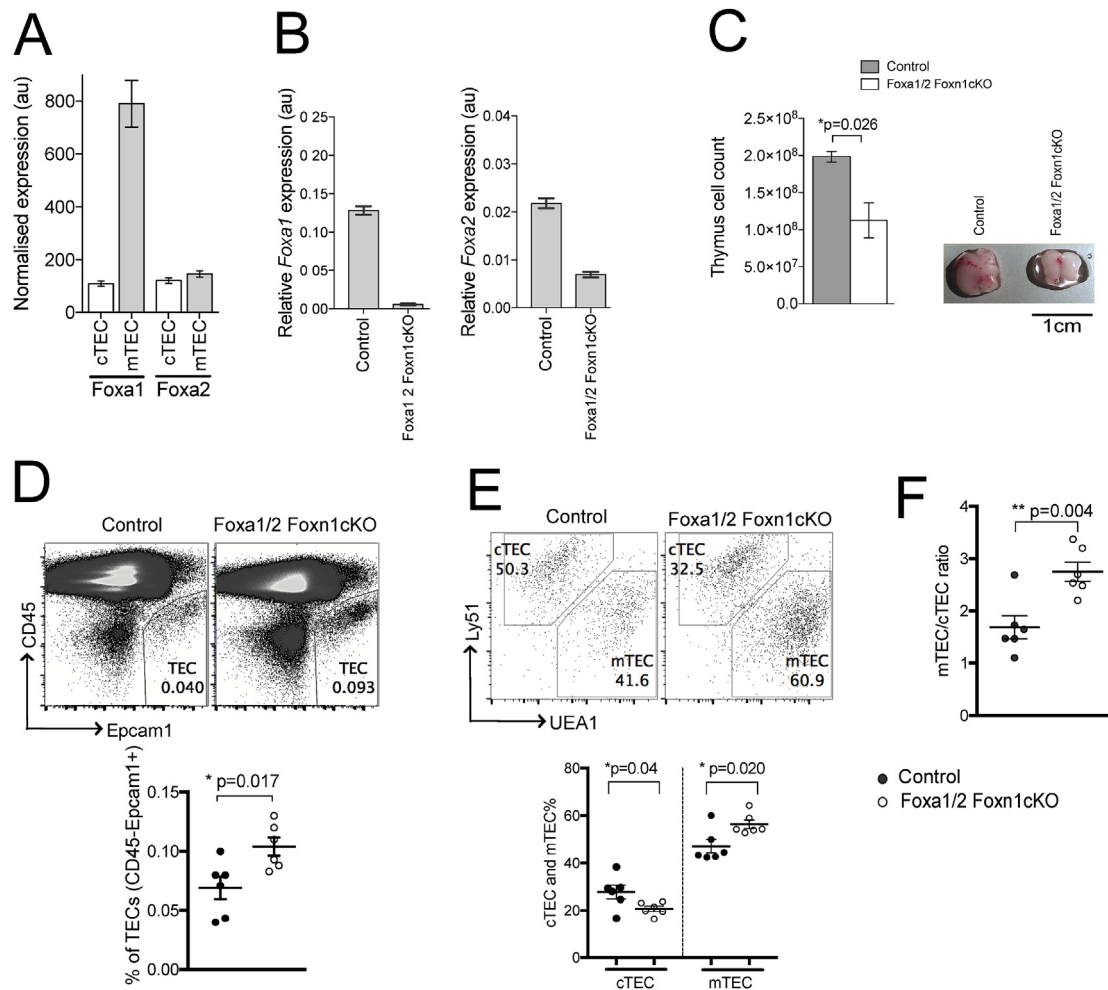 A
Normalised expression (au)
800
600
400
200
0
cTEC
mTEC
cTEC
mTEC
Foxa1
Foxa2
B
Relative Foxa1 expression (au)
0 25
0.20
0.15
0.10
0.05
0.00
Control
Foxa1 2 Foxn1cKO
Relative Foxa2 expression (au)
0.04
0.03
0.02
0.01
0.00
Control
Foxa1/2 Foxn1cKO
C
Control
Foxa1/2 Foxn1cKO
Thymus cell count
2.5×10⁸
2.0×10⁸
1.5×10⁸
1.0×10⁸
5.0×10⁷
0.0
*p=0.026
Control
Foxa1/2 Foxn1cKO
1cm
D
Control
Foxa1/2 Foxn1cKO
CD45
TEC
0.040
TEC
0.093
Epcam1
% of TECs (CD45-Epcam1+)
0.15
0.10
0.05
0.00
* p=0.017
E
Control
Foxa1/2 Foxn1cKO
Ly51
cTEC
50.3
mTEC
41.6
cTEC
32.5
mTEC
60.9
UEA1
cTEC and mTEC%
80
60
40
20
0
*p=0.04
* p=0.020
cTEC
mTEC
F
mTEC/cTEC ratio
4
3
2
1
0
** p=0.004
Control
Foxa1/2 Foxn1cKO